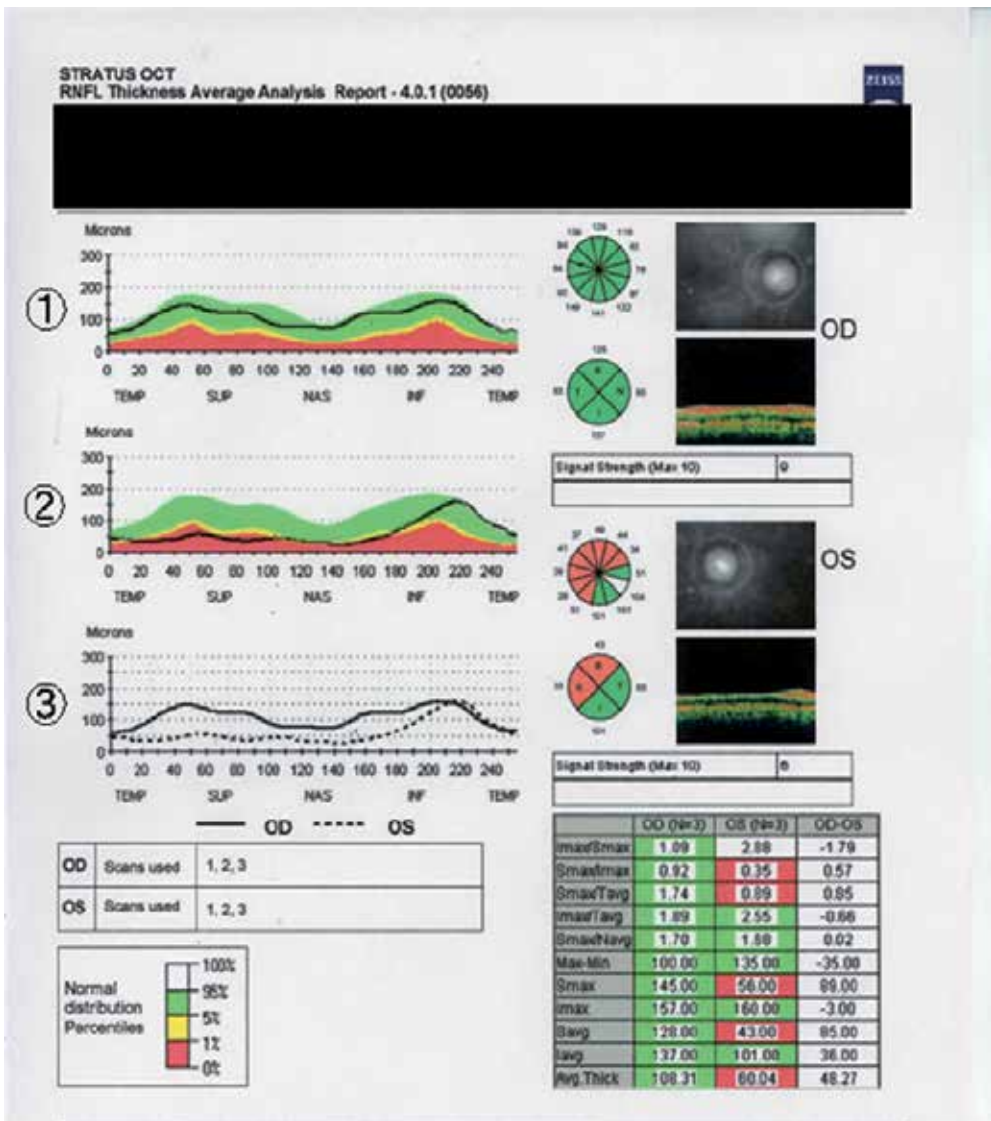 STRATUS OCT
RNFL Thickness Average Analysis Report - 4.0.1 (0056)
ZEISS
Microns
300
200
100
0
0 20 40 60 80 100 120 140 160 180 200 220 240
TEMP SUP NAS INF TEMP
①
OD
Signal Strength (Max 10)
Microns
300
200
100
0
0 20 40 60 80 100 120 140 160 180 200 220 240
TEMP SUP NAS INF TEMP
②
OS
Signal Strength (Max 10)
Microns
300
200
100
0
0 20 40 60 80 100 120 140 160 180 200 220 240
TEMP SUP NAS INF TEMP
③
OD OS
OD Scans used 1, 2, 3
OS Scans used 1, 2, 3
Normal distribution Percentiles
100%
95%
5%
1%
0%
OD (N=3) OS (N=3) OD-OS
Imax/Smax 1.09 2.88 -1.79
Smax/Imax 0.92 0.35 0.57
Smax/Tavg 1.74 0.89 0.85
Imax/Tavg 1.89 2.55 -0.66
Smax/Navg 1.70 0.02
Max-Min 100.00 135.00 -35.00
Smax 145.00 56.00 89.00
Imax 157.00 160.00 -3.00
Savg 128.00 43.00 85.00
Iavg 137.00 101.00 36.00
Avg.Thick 108.31 60.04 48.27